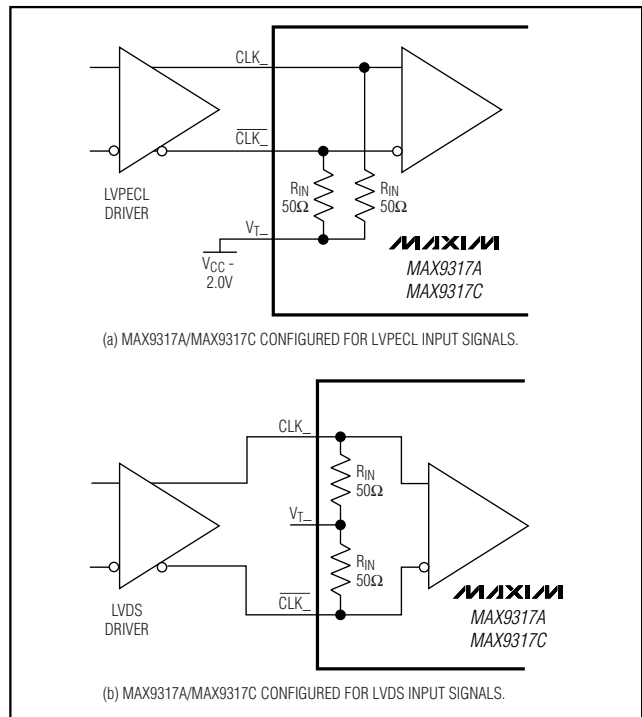 CLK_
CLK_
LVPECL
DRIVER
RIN
50Ω
RIN
50Ω
VT_
VCC -
2.0V
MAXIM
MAX9317A
MAX9317C
(a) MAX9317A/MAX9317C CONFIGURED FOR LVPECL INPUT SIGNALS.
CLK_
RIN
50Ω
VT_
RIN
50Ω
CLK_
LVDS
DRIVER
MAXIM
MAX9317A
MAX9317C
(b) MAX9317A/MAX9317C CONFIGURED FOR LVDS INPUT SIGNALS.